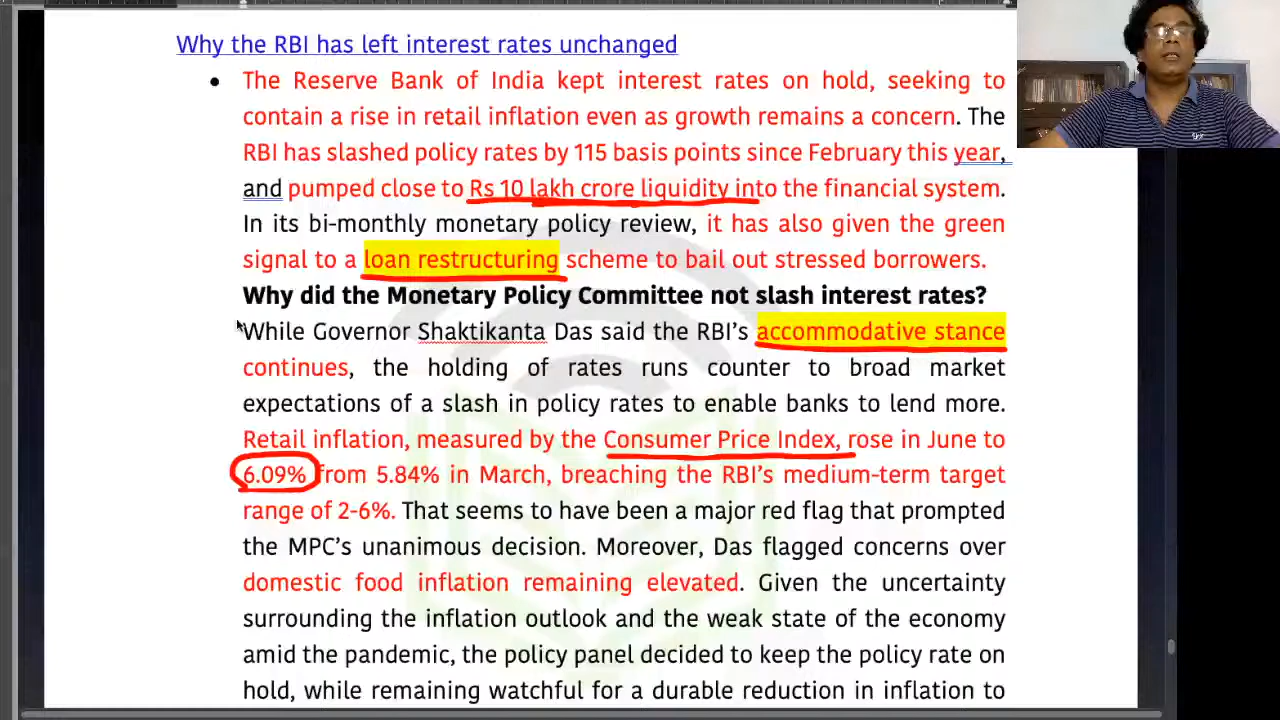 Why the RBI has left interest rates unchanged
• The Reserve Bank of India kept interest rates on hold, seeking to
contain a rise in retail inflation even as growth remains a concern. The
RBI has slashed policy rates by 115 basis points since February this year,
and pumped close to Rs 10 lakh crore liquidity into the financial system.
In its bi-monthly monetary policy review, it has also given the green
signal to a loan restructuring scheme to bail out stressed borrowers.
Why did the Monetary Policy Committee not slash interest rates?
While Governor Shaktikanta Das said the RBI’s accommodative stance
continues, the holding of rates runs counter to broad market
expectations of a slash in policy rates to enable banks to lend more.
Retail inflation, measured by the Consumer Price Index, rose in June to
6.09% from 5.84% in March, breaching the RBI’s medium-term target
range of 2-6%. That seems to have been a major red flag that prompted
the MPC’s unanimous decision. Moreover, Das flagged concerns over
domestic food inflation remaining elevated. Given the uncertainty
surrounding the inflation outlook and the weak state of the economy
amid the pandemic, the policy panel decided to keep the policy rate on
hold, while remaining watchful for a durable reduction in inflation to